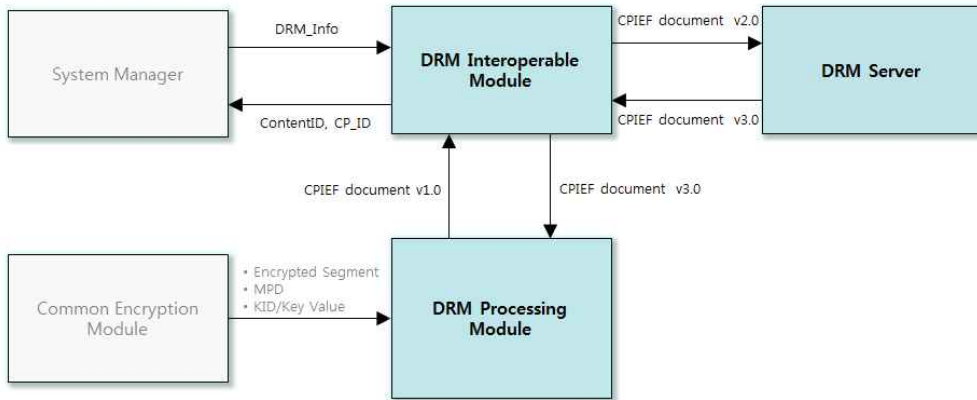 DRM_Info
System Manager
ContentID, CP_ID
DRM Interoperable
Module
CPIEF document v2.0
CPIEF document v3.0
DRM Server
CPIEF document v1.0
CPIEF document v3.0
Common Encryption
Module
• Encrypted Segment
• MPD
• KID/Key Value
DRM Processing
Module